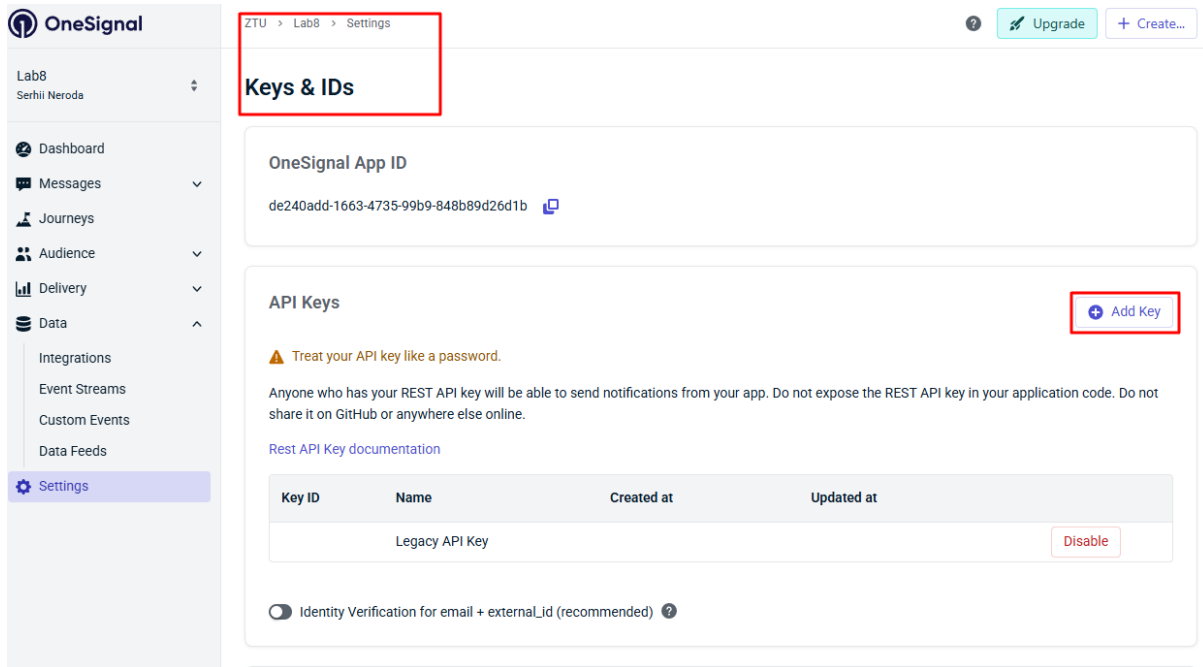 OneSignal
ZTU > Lab8 > Settings
Upgrade
+ Create...
Lab8
Serhii Neroda
Keys & IDs
Dashboard
Messages
Journeys
Audience
Delivery
Data
Integrations
Event Streams
Custom Events
Data Feeds
Settings
OneSignal App ID
de240add-1663-4735-99b9-848b89d26d1b
API Keys
Add Key
Treat your API key like a password.
Anyone who has your REST API key will be able to send notifications from your app. Do not expose the REST API key in your application code. Do not
share it on GitHub or anywhere else online.
Rest API Key documentation
Key ID Name Created at Updated at
Legacy API Key Disable
Identity Verification for email + external_id (recommended) ?